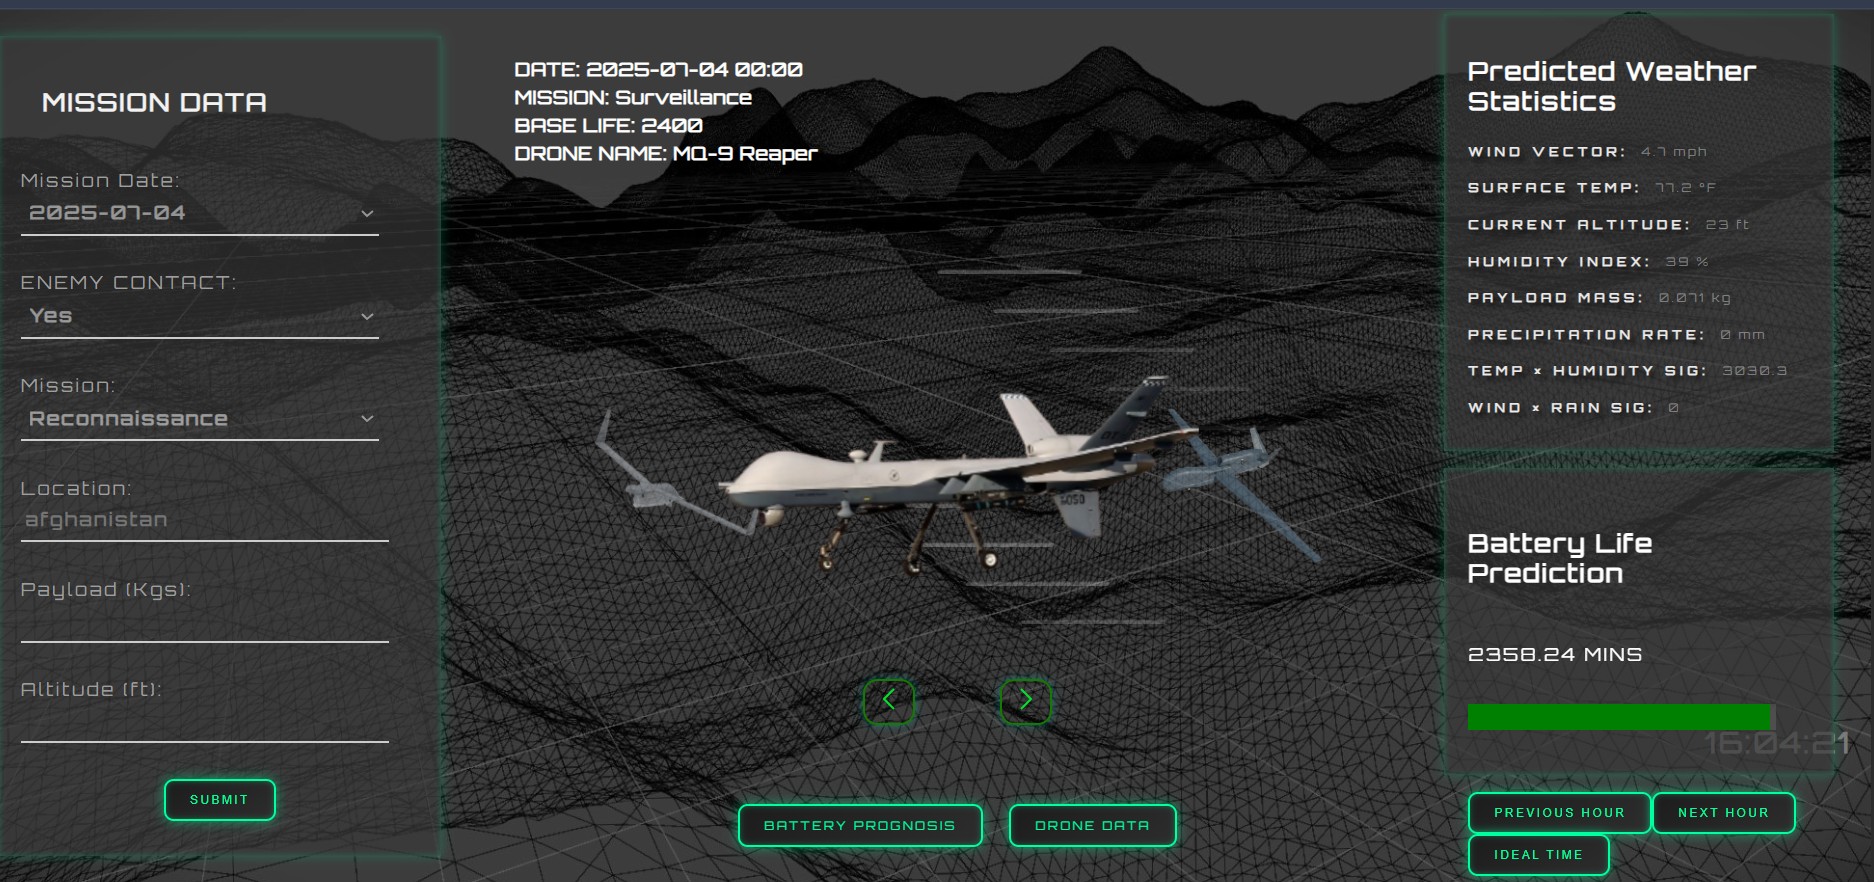 MISSION DATA
Mission Date:
2025-07-04
ENEMY CONTACT:
Yes
Mission:
Reconnaissance
Location:
afghanistan
Payload (Kgs):
Altitude (ft):
SUBMIT
DATE: 2025-07-04 00:00
MISSION: Surveillance
BASE LIFE: 2400
DRONE NAME: MQ-9 Reaper
BATTERY PROGNOSIS
DRONE DATA
Predicted Weather
Statistics
WIND VECTOR: 4.7 mph
SURFACE TEMP: 77.2 °F
CURRENT ALTITUDE: 23 ft
HUMIDITY INDEX: 39 %
PAYLOAD MASS: 0.071 kg
PRECIPITATION RATE: 0 mm
TEMP × HUMIDITY SIG: 3030.3
WIND × RAIN SIG: 0
Battery Life
Prediction
2358.24 MINS
16:04:21
PREVIOUS HOUR
NEXT HOUR
IDEAL TIME